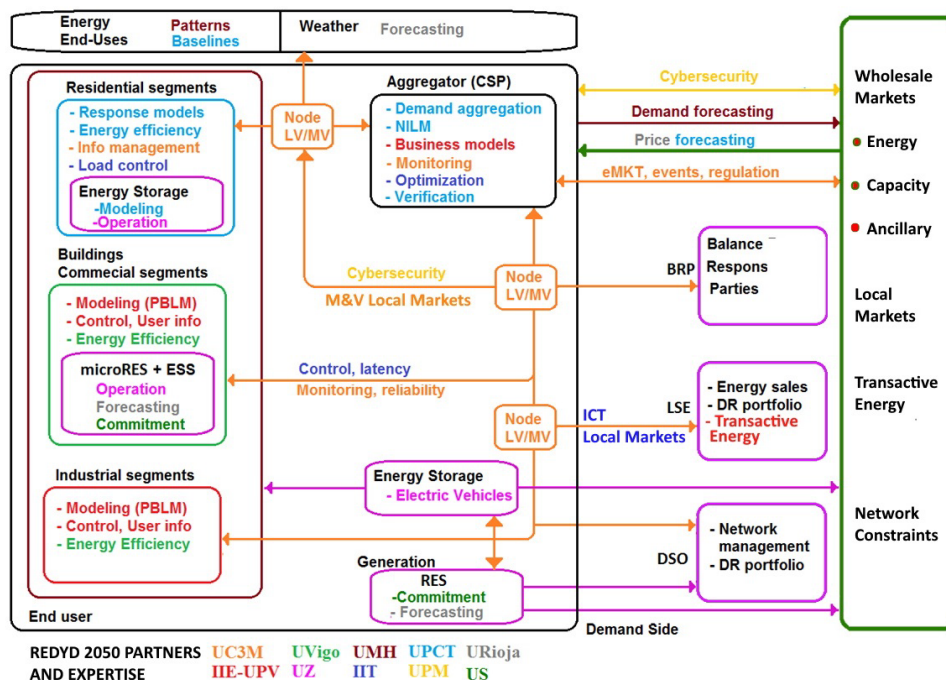 Energy
End-Uses
Patterns
Baselines
Weather
Forecasting
Residential segments
- Response models
- Energy efficiency
- Info management
- Load control
Energy Storage
-Modeling
-Operation
Node
LV/MV
Aggregator (CSP)
- Demand aggregation
- NILM
- Business models
- Monitoring
- Optimization
- Verification
Cybersecurity
Demand forecasting
Price forecasting
eMKT, events, regulation
Wholesale
Markets
Energy
Capacity
Ancillary
Local
Markets
Transactive
Energy
Network
Constraints
Buildings
Commecial segments
- Modeling (PBLM)
- Control, User info
- Energy Efficiency
microRES + ESS
Operation
Forecasting
Commitment
Cybersecurity
M&V Local Markets
Node
LV/MV
BRP
Balance
Respons
Parties
Control, latency
Monitoring, reliability
Node
LV/MV
ICT
Local Markets
LSE
- Energy sales
- DR portfolio
- Transactive
Energy
Industrial segments
- Modeling (PBLM)
- Control, User info
- Energy Efficiency
Energy Storage
- Electric Vehicles
Generation
RES
-Commitment
- Forecasting
DSO
- Network
management
- DR portfolio
End user
Demand Side
REDYD 2050 PARTNERS UC3M UVigo UMH UPCT URioja
AND EXPERTISE IIE-UPV UZ IIT UPM US